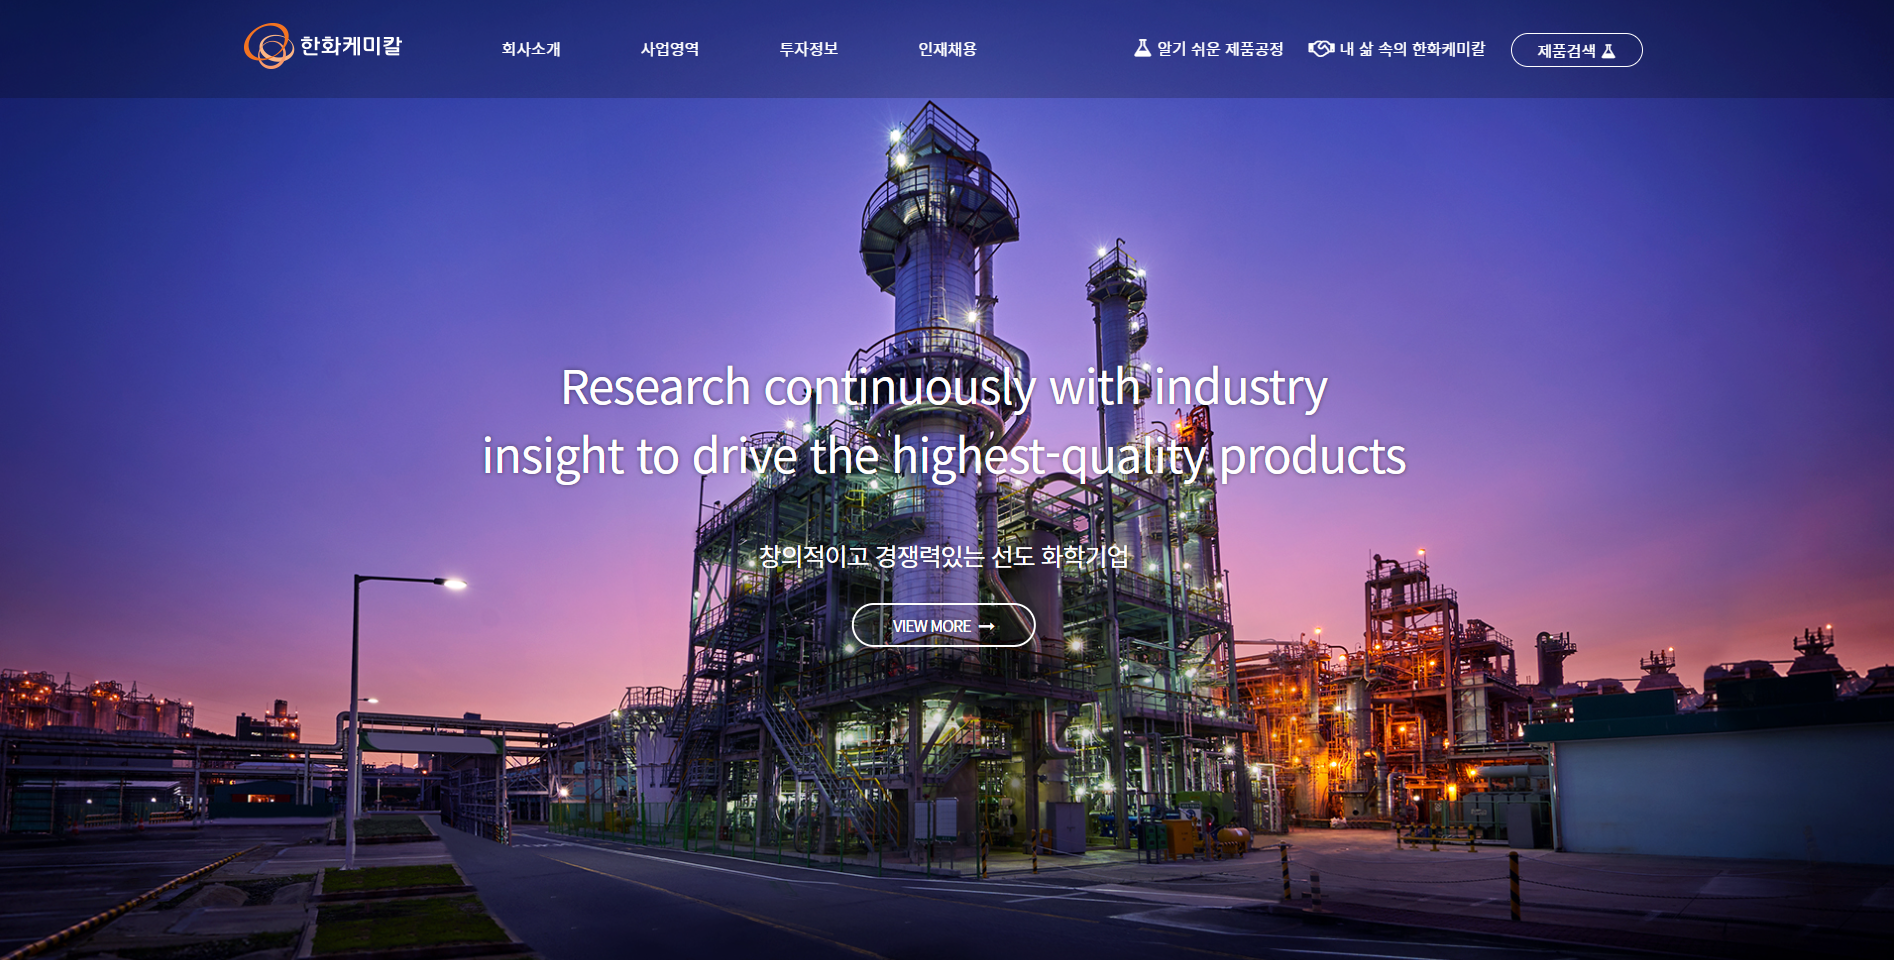 한화케미칼
회사소개
사업영역
투자정보
인재채용
알기 쉬운 제품공정
내 삶 속의 한화케미칼
제품검색
Research continuously with industry
insight to drive the highest-quality products
창의적이고 경쟁력있는 선도 화학기업
VIEW MORE